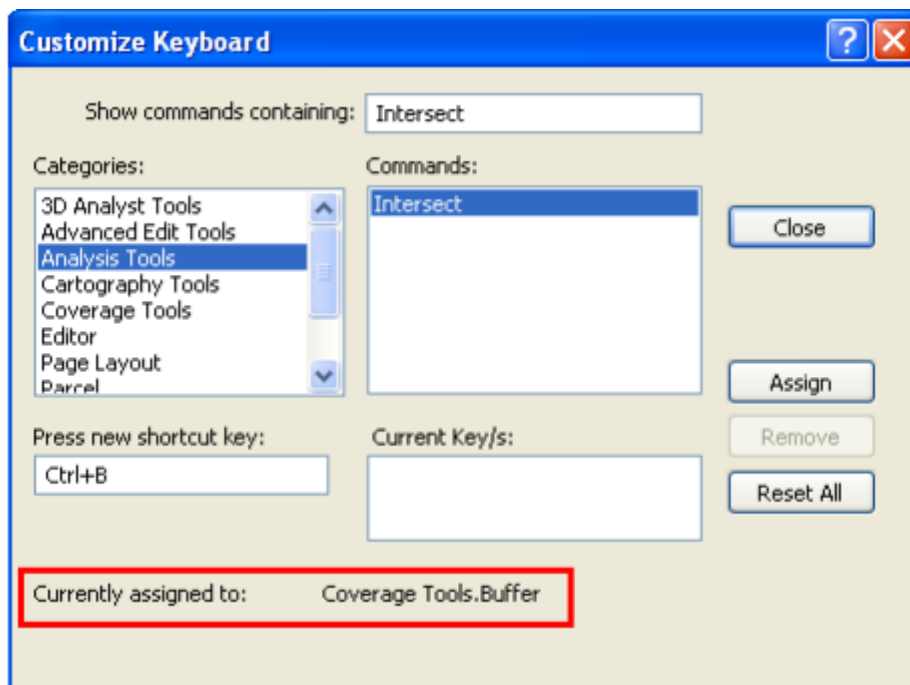 Customize Keyboard
?
Show commands containing: Intersect
Categories:
3D Analyst Tools
Advanced Edit Tools
Analysis Tools
Cartography Tools
Coverage Tools
Editor
Page Layout
Parcel
Commands:
Intersect
Close
Assign
Remove
Reset All
Press new shortcut key:
Ctrl+B
Current Key/s:
Currently assigned to: Coverage Tools.Buffer